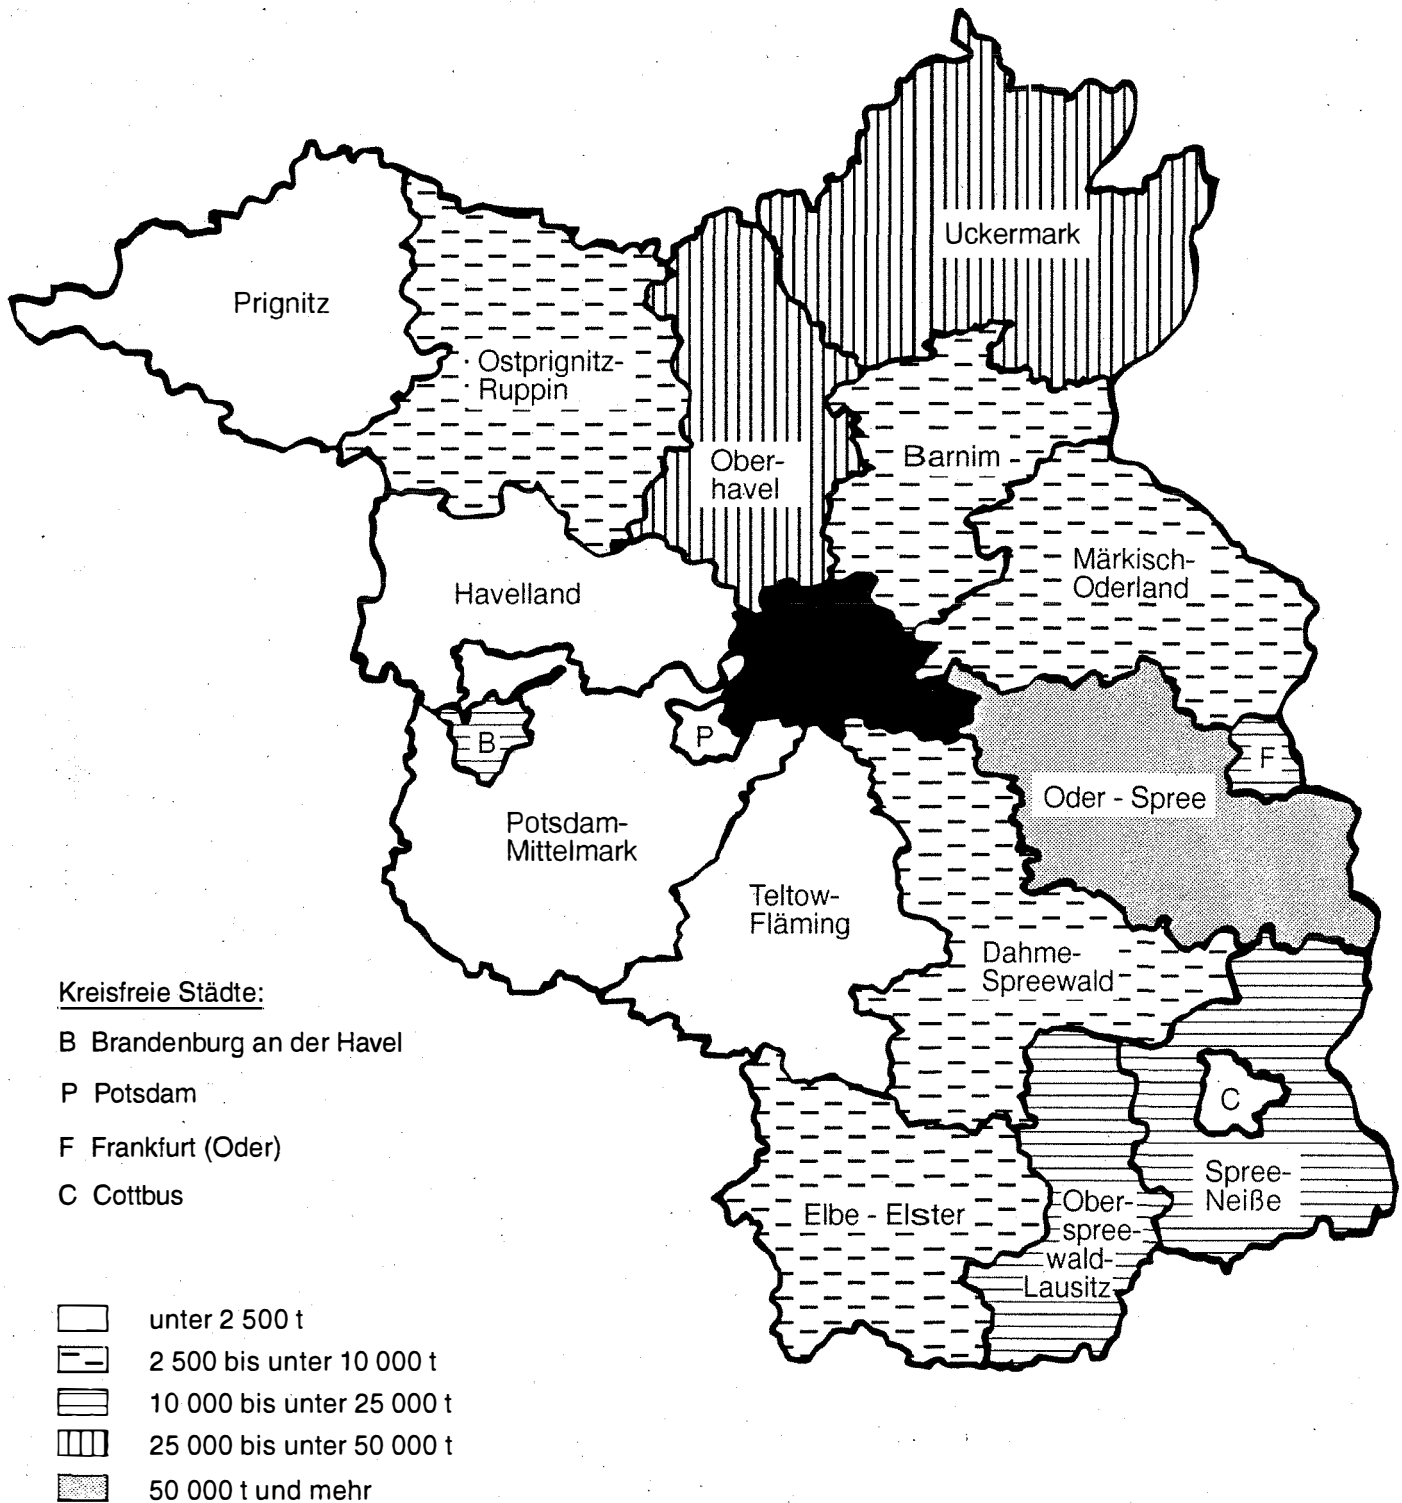 Uckermark
Prignitz
Ostprignitz-
Ruppin
Ober-
havel
Barnim
Märkisch-
Oderland
Havelland
B
P
F
Oder - Spree
Potsdam-
Mittelmark
Teltow-
Fläming
Dahme-
Spreewald
C
Spree-
Neiße
Elbe - Elster
Ober-
spree-
wald-
Lausitz
Kreisfreie Städte:
B Brandenburg an der Havel
P Potsdam
F Frankfurt (Oder)
C Cottbus
unter 2 500 t
2 500 bis unter 10 000 t
10 000 bis unter 25 000 t
25 000 bis unter 50 000 t
50 000 t und mehr